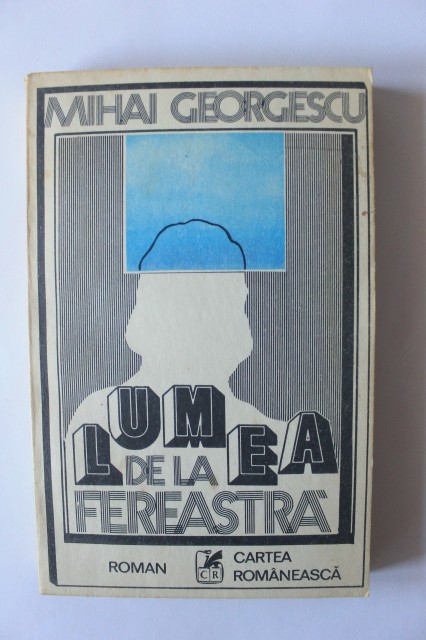 MIHAI GEORGESCU
LUMEA
DE LA
FEREASTRĂ
ROMAN
CR
CARTEA
ROMÂNEASCĂ